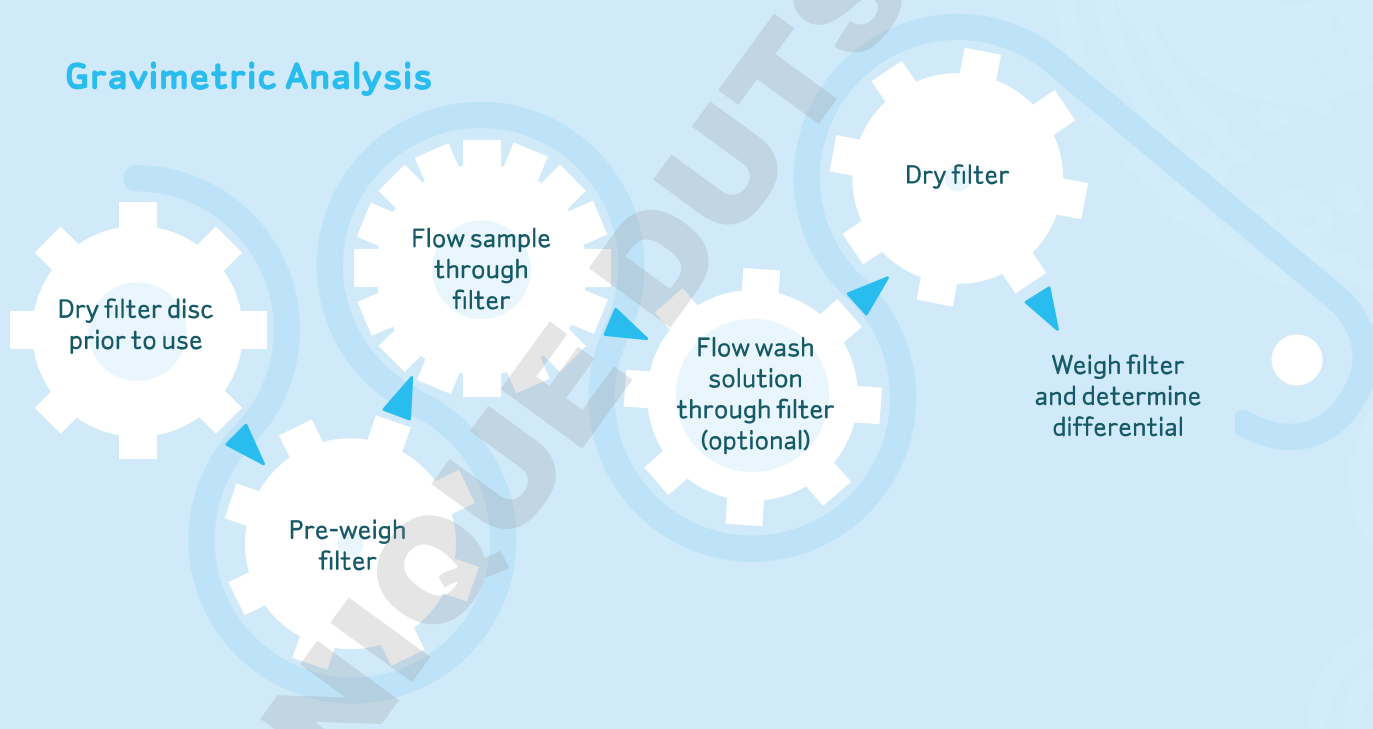 Gravimetric Analysis
Dry filter disc
prior to use
Pre-weigh
filter
Flow sample
through
filter
Flow wash
solution
through filter
(optional)
Dry filter
Weigh filter
and determine
differential
NIQUEDUTS